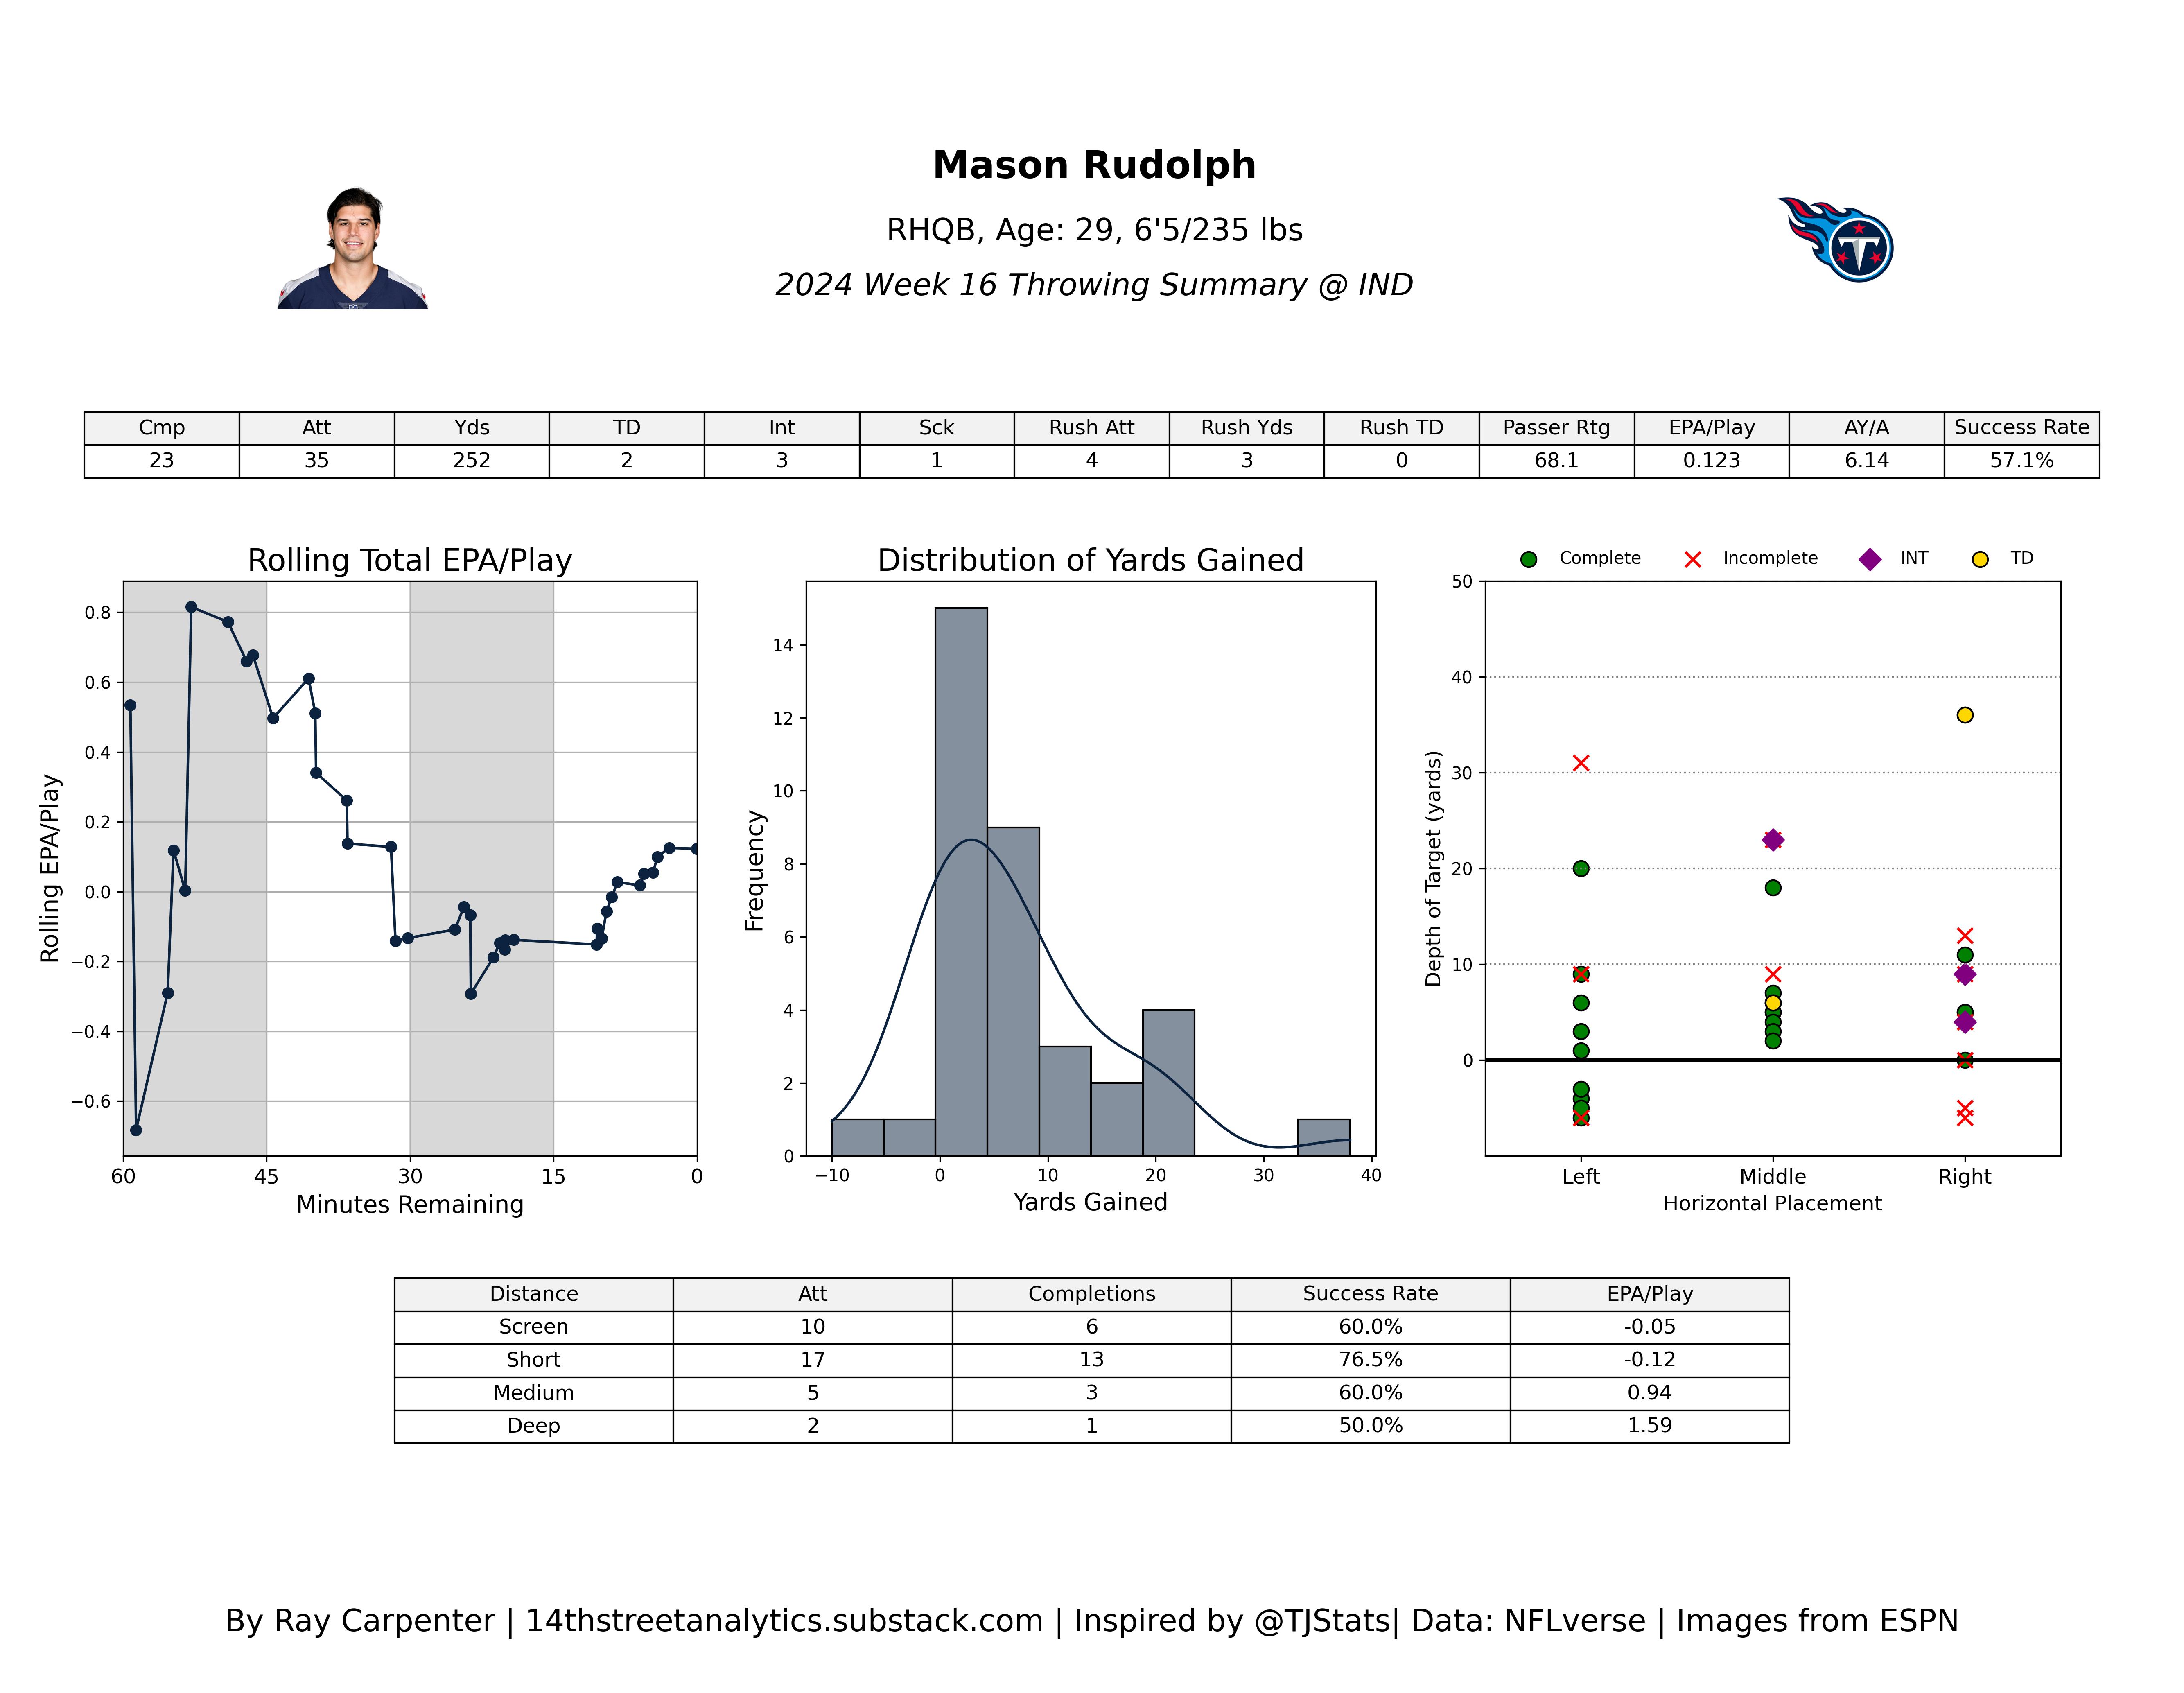 Mason Rudolph
RHQB, Age: 29, 6'5/235 lbs
2024 Week 16 Throwing Summary @ IND
Cmp Att Yds TD Int Sck Rush Att Rush Yds Rush TD Passer Rtg EPA/Play AY/A Success Rate
23 35 252 2 3 1 4 3 0 68.1 0.123 6.14 57.1%
Rolling Total EPA/Play
0.8
0.6
0.4
0.2
0.0
−0.2
−0.4
−0.6
Rolling EPA/Play
60 45 30 15 0
Minutes Remaining
Distribution of Yards Gained
14
12
10
8
6
4
2
0
Frequency
−10 0 10 20 30 40
Yards Gained
Complete Incomplete INT TD
50
40
30
20
10
0
Depth of Target (yards)
Left Middle Right
Horizontal Placement
Distance Att Completions Success Rate EPA/Play
Screen 10 6 60.0% -0.05
Short 17 13 76.5% -0.12
Medium 5 3 60.0% 0.94
Deep 2 1 50.0% 1.59
By Ray Carpenter | 14thstreetanalytics.substack.com | Inspired by @TJStats| Data: NFLverse | Images from ESPN